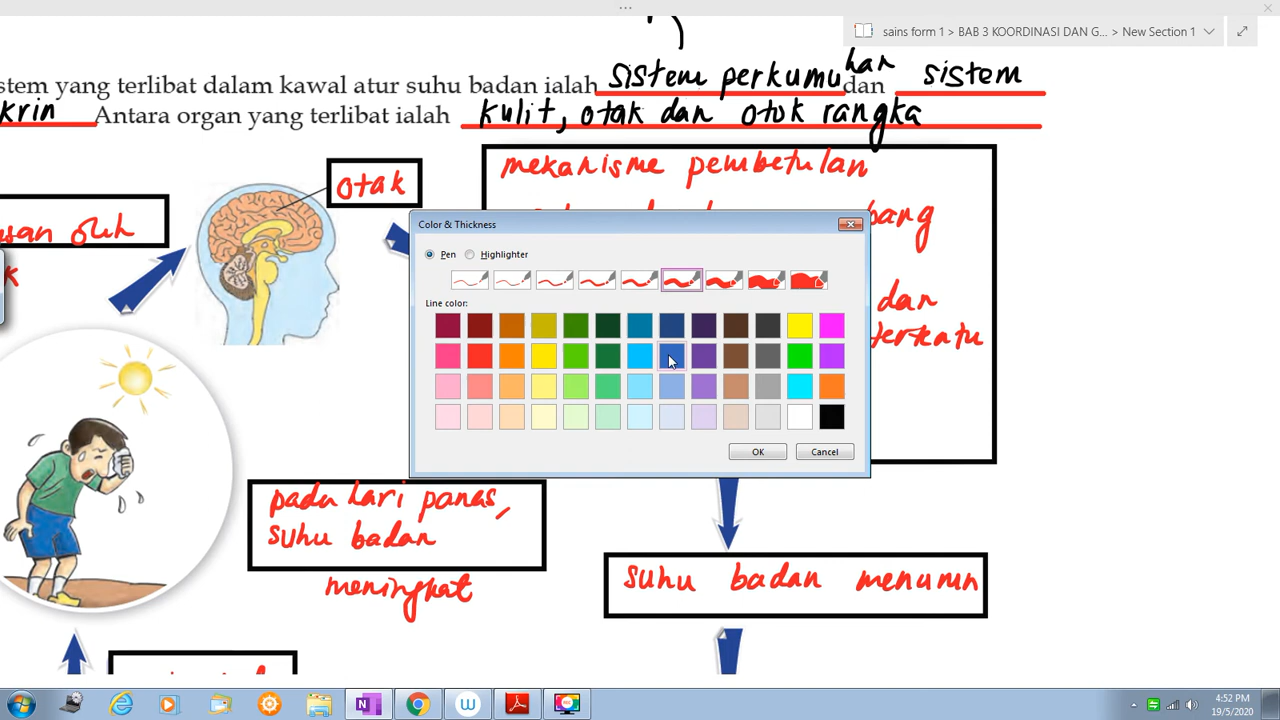 sains form 1 > BAB 3 KOORDINASI DAN G... > New Section 1
stem yang terlibat dalam kawal atur suhu badan ialah sistem perkumuhan dan sistem
krin Antara organ yang terlibat ialah kulit, otak dan otot rangka
mekanisme pembetulan
otak
bang
san oleh
k
dan
Color & Thickness
Pen Highlighter
Line color:
OK Cancel
pada hari panas,
suhu badan
meningkat
suhu badan menurun
4:52 PM
19/5/2020